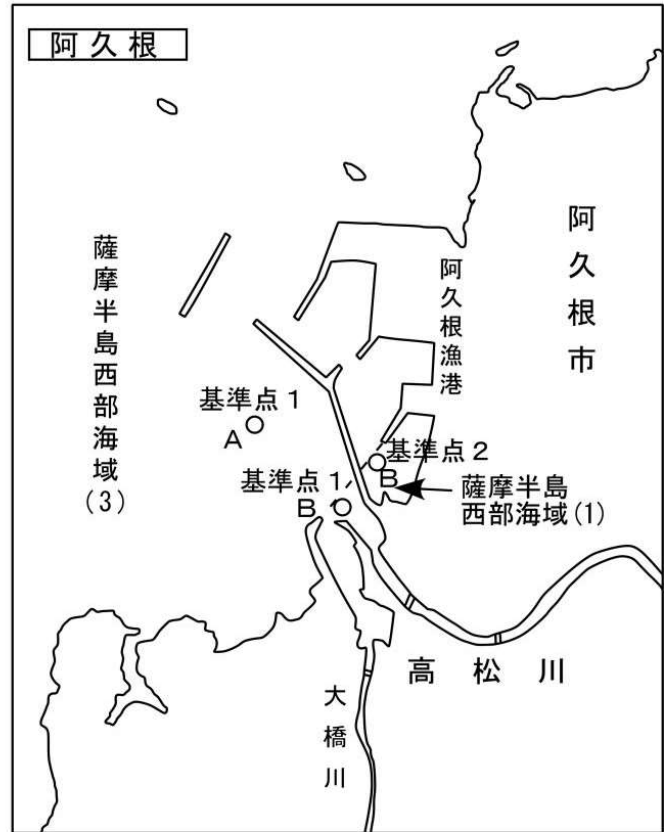 阿久根
阿久根市
阿久根漁港
薩摩半島西部海域(3)
基準点1
A
基準点2
B
基準点1
B
薩摩半島
西部海域(1)
高松川
大橋川